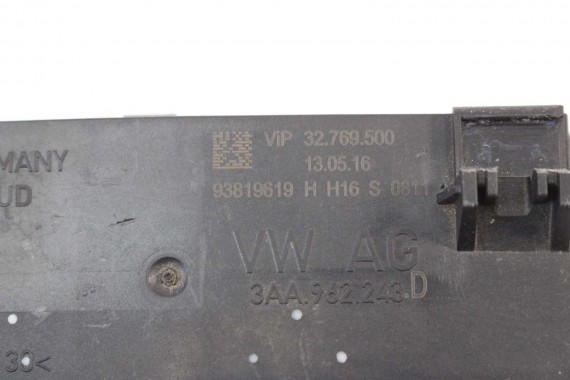 ViP 32.769.500
13.05.16
MANY
UD
93819619 H H16 S 0811
VW AG
3AA.962.243 D
30<